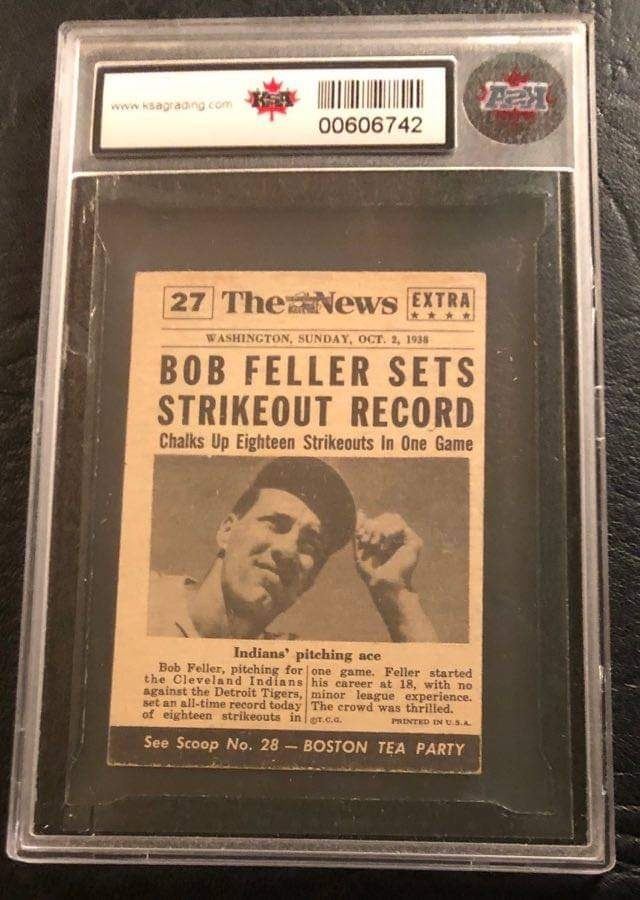 www.ksagrading.com
KSA
00606742
KSA
27 The News EXTRA
WASHINGTON, SUNDAY, OCT. 2, 1938
BOB FELLER SETS
STRIKEOUT RECORD
Chalks Up Eighteen Strikeouts In One Game
Indians' pitching ace
Bob Feller, pitching for
the Cleveland Indians
against the Detroit Tigers,
set an all-time record today
of eighteen strikeouts in
one game. Feller started
his career at 18, with no
minor league experience.
The crowd was thrilled.
©T.C.G. PRINTED IN U.S.A.
See Scoop No. 28 — BOSTON TEA PARTY